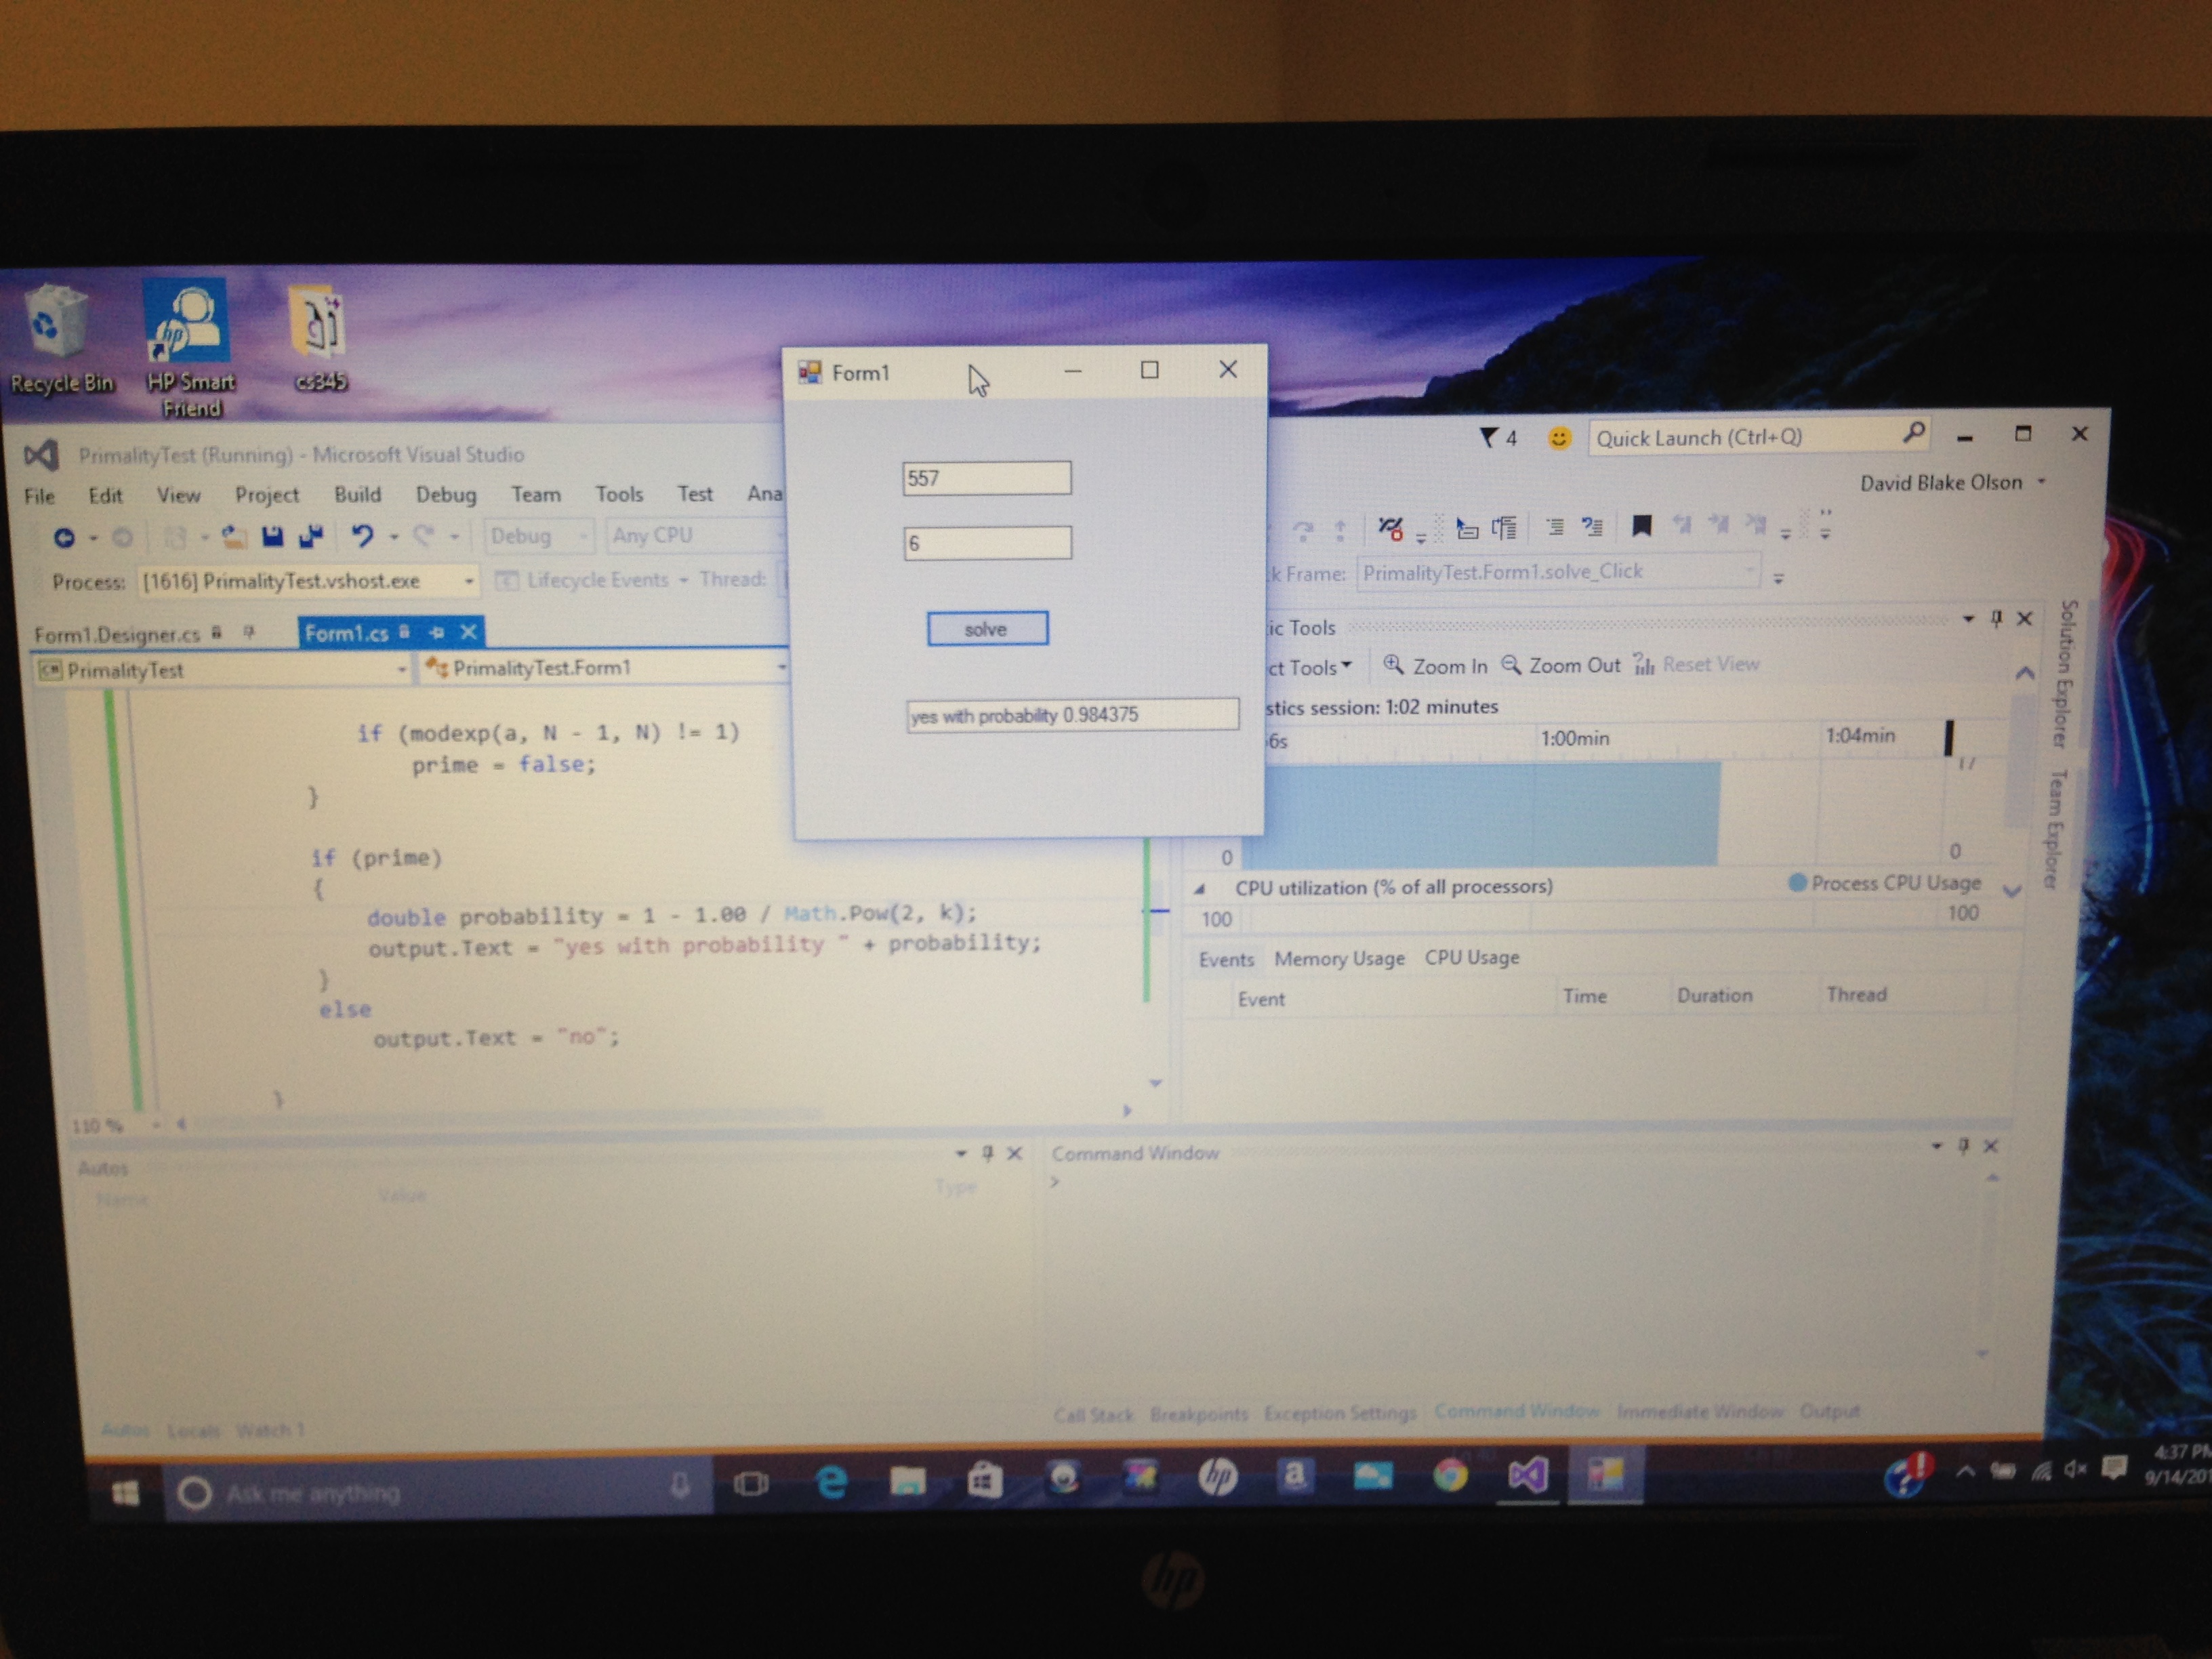 Recycle Bin
HP Smart
Friend
cs345
Form1
557
6
solve
yes with probability 0.984375
PrimalityTest (Running) - Microsoft Visual Studio
4
Quick Launch (Ctrl+Q)
File Edit View Project Build Debug Team Tools Test Ana
David Blake Olson
Debug Any CPU
Process: [1616] PrimalityTest.vshost.exe Lifecycle Events Thread:
k Frame: PrimalityTest.Form1.solve_Click
Form1.Designer.cs Form1.cs
PrimalityTest PrimalityTest.Form1
if (modexp(a, N - 1, N) != 1)
prime = false;
}
if (prime)
{
double probability = 1 - 1.00 / Math.Pow(2, k);
output.Text = "yes with probability " + probability;
}
else
output.Text = "no";
}
110 %
ic Tools
ct Tools Zoom In Zoom Out Reset View
stics session: 1:02 minutes
6s 1:00min 1:04min
0 0
CPU utilization (% of all processors) Process CPU Usage
100 100
Events Memory Usage CPU Usage
Event Time Duration Thread
Solution Explorer
Team Explorer
Autos
Name Value Type
Command Window
>
Autos Locals Watch 1
Call Stack Breakpoints Exception Settings Command Window Immediate Window Output
Ask me anything
hp
a
4:37 PM
9/14/201
hp